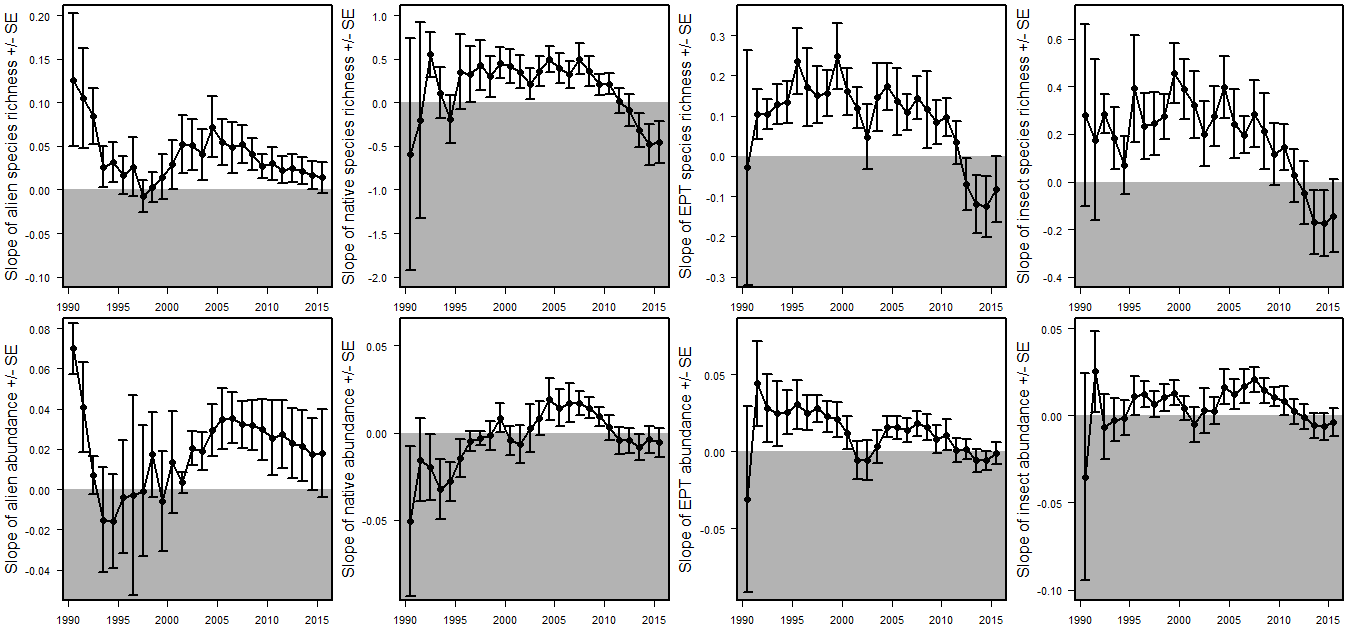 Slope of alien species richness +/- SE
0.20
0.15
0.10
0.05
0.00
-0.05
-0.10
1990 1995 2000 2005 2010 2015
Slope of native species richness +/- SE
1.0
0.5
0.0
-0.5
-1.0
-1.5
-2.0
1990 1995 2000 2005 2010 2015
Slope of EPT species richness +/- SE
0.3
0.2
0.1
0.0
-0.1
-0.2
-0.3
1990 1995 2000 2005 2010 2015
Slope of insect species richness +/- SE
0.6
0.4
0.2
0.0
-0.2
-0.4
1990 1995 2000 2005 2010 2015
Slope of alien abundance +/- SE
0.08
0.06
0.04
0.02
0.00
-0.02
-0.04
1990 1995 2000 2005 2010 2015
Slope of native abundance +/- SE
0.05
0.00
-0.05
1990 1995 2000 2005 2010 2015
Slope of EPT abundance +/- SE
0.05
0.00
-0.05
1990 1995 2000 2005 2010 2015
Slope of insect abundance +/- SE
0.05
0.00
-0.05
-0.10
1990 1995 2000 2005 2010 2015